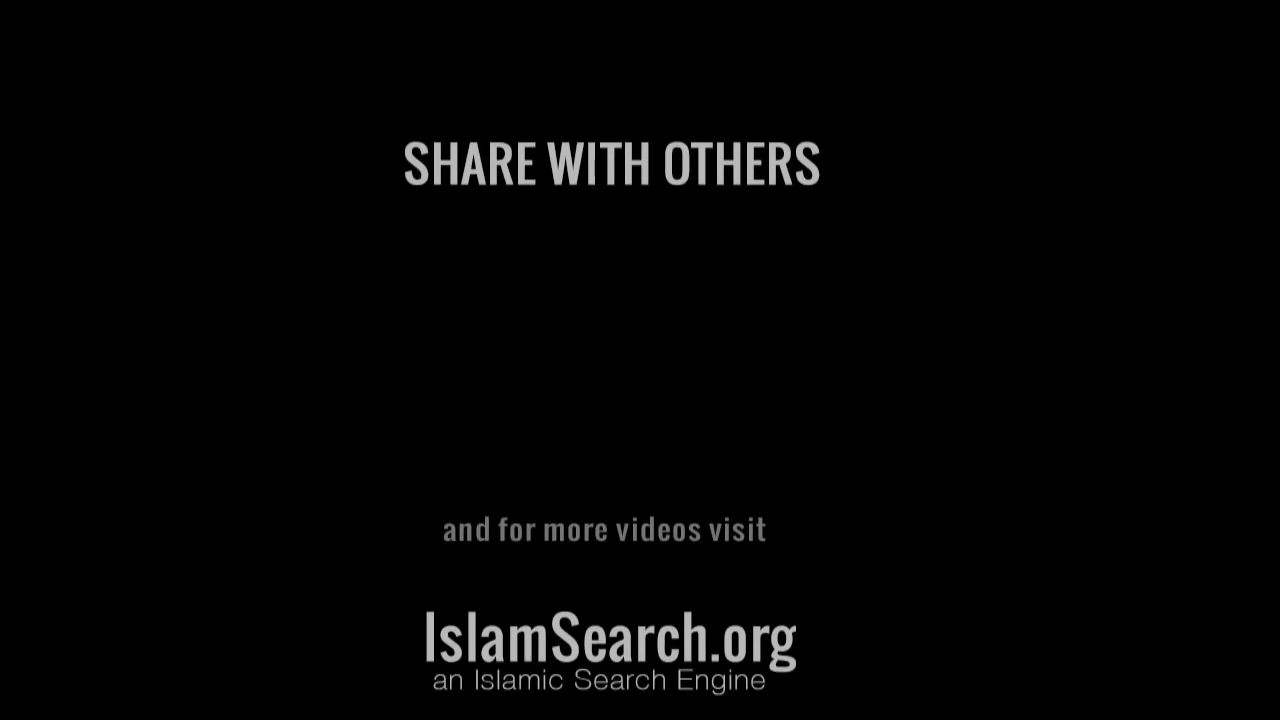 SHARE WITH OTHERS
and for more videos visit
IslamSearch.org
an Islamic Search Engine